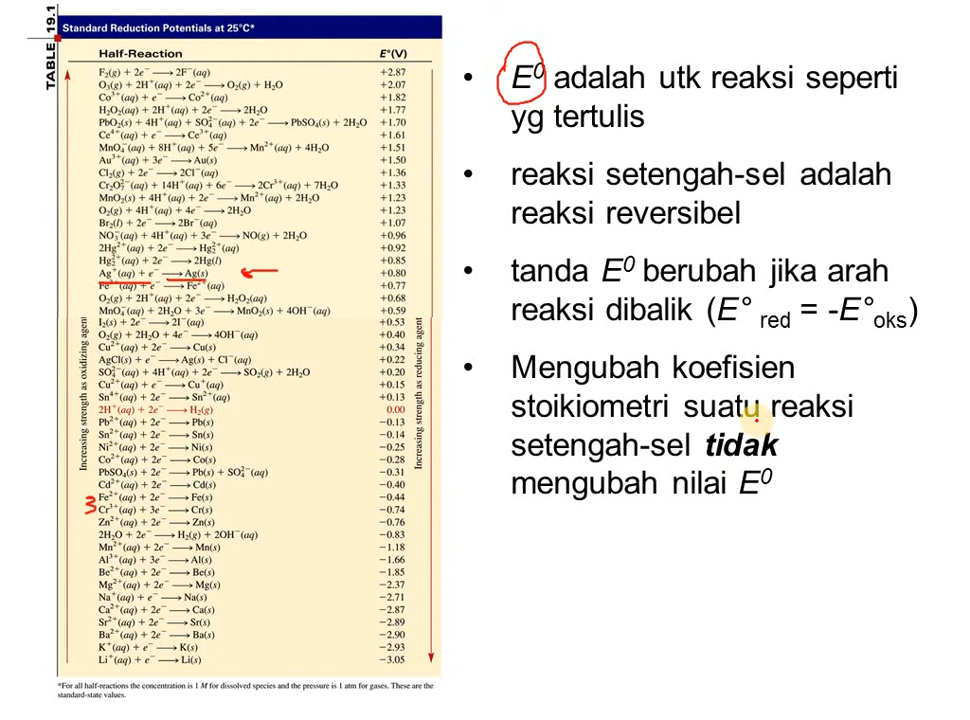 TABLE 19.1
Standard Reduction Potentials at 25°C*
Half-Reaction E°(V)
F₂(g) + 2e⁻ ⟶ 2F⁻(aq) +2.87
O₃(g) + 2H⁺(aq) + 2e⁻ ⟶ O₂(g) + H₂O +2.07
Co³⁺(aq) + e⁻ ⟶ Co²⁺(aq) +1.82
H₂O₂(aq) + 2H⁺(aq) + 2e⁻ ⟶ 2H₂O +1.77
PbO₂(s) + 4H⁺(aq) + SO₄²⁻(aq) + 2e⁻ ⟶ PbSO₄(s) + 2H₂O +1.70
Ce⁴⁺(aq) + e⁻ ⟶ Ce³⁺(aq) +1.61
MnO₄⁻(aq) + 8H⁺(aq) + 5e⁻ ⟶ Mn²⁺(aq) + 4H₂O +1.51
Au³⁺(aq) + 3e⁻ ⟶ Au(s) +1.50
Cl₂(g) + 2e⁻ ⟶ 2Cl⁻(aq) +1.36
Cr₂O₇²⁻(aq) + 14H⁺(aq) + 6e⁻ ⟶ 2Cr³⁺(aq) + 7H₂O +1.33
MnO₂(s) + 4H⁺(aq) + 2e⁻ ⟶ Mn²⁺(aq) + 2H₂O +1.23
O₂(g) + 4H⁺(aq) + 4e⁻ ⟶ 2H₂O +1.23
Br₂(l) + 2e⁻ ⟶ 2Br⁻(aq) +1.07
NO₃⁻(aq) + 4H⁺(aq) + 3e⁻ ⟶ NO(g) + 2H₂O +0.96
2Hg²⁺(aq) + 2e⁻ ⟶ Hg₂²⁺(aq) +0.92
Hg₂²⁺(aq) + 2e⁻ ⟶ 2Hg(l) +0.85
Ag⁺(aq) + e⁻ ⟶ Ag(s) +0.80
Fe³⁺(aq) + e⁻ ⟶ Fe²⁺(aq) +0.77
O₂(g) + 2H⁺(aq) + 2e⁻ ⟶ H₂O₂(aq) +0.68
MnO₄⁻(aq) + 2H₂O + 3e⁻ ⟶ MnO₂(s) + 4OH⁻(aq) +0.59
I₂(s) + 2e⁻ ⟶ 2I⁻(aq) +0.53
O₂(g) + 2H₂O + 4e⁻ ⟶ 4OH⁻(aq) +0.40
Cu²⁺(aq) + 2e⁻ ⟶ Cu(s) +0.34
AgCl(s) + e⁻ ⟶ Ag(s) + Cl⁻(aq) +0.22
SO₄²⁻(aq) + 4H⁺(aq) + 2e⁻ ⟶ SO₂(g) + 2H₂O +0.20
Cu²⁺(aq) + e⁻ ⟶ Cu⁺(aq) +0.15
Sn⁴⁺(aq) + 2e⁻ ⟶ Sn²⁺(aq) +0.13
2H⁺(aq) + 2e⁻ ⟶ H₂(g) 0.00
Pb²⁺(aq) + 2e⁻ ⟶ Pb(s) −0.13
Sn²⁺(aq) + 2e⁻ ⟶ Sn(s) −0.14
Ni²⁺(aq) + 2e⁻ ⟶ Ni(s) −0.25
Co²⁺(aq) + 2e⁻ ⟶ Co(s) −0.28
PbSO₄(s) + 2e⁻ ⟶ Pb(s) + SO₄²⁻(aq) −0.31
Cd²⁺(aq) + 2e⁻ ⟶ Cd(s) −0.40
Fe²⁺(aq) + 2e⁻ ⟶ Fe(s) −0.44
3 Cr³⁺(aq) + 3e⁻ ⟶ Cr(s) −0.74
Zn²⁺(aq) + 2e⁻ ⟶ Zn(s) −0.76
2H₂O + 2e⁻ ⟶ H₂(g) + 2OH⁻(aq) −0.83
Mn²⁺(aq) + 2e⁻ ⟶ Mn(s) −1.18
Al³⁺(aq) + 3e⁻ ⟶ Al(s) −1.66
Be²⁺(aq) + 2e⁻ ⟶ Be(s) −1.85
Mg²⁺(aq) + 2e⁻ ⟶ Mg(s) −2.37
Na⁺(aq) + e⁻ ⟶ Na(s) −2.71
Ca²⁺(aq) + 2e⁻ ⟶ Ca(s) −2.87
Sr²⁺(aq) + 2e⁻ ⟶ Sr(s) −2.89
Ba²⁺(aq) + 2e⁻ ⟶ Ba(s) −2.90
K⁺(aq) + e⁻ ⟶ K(s) −2.93
Li⁺(aq) + e⁻ ⟶ Li(s) −3.05
Increasing strength as oxidizing agent
Increasing strength as reducing agent
*For all half-reactions the concentration is 1 M for dissolved species and the pressure is 1 atm for gases. These are the
standard-state values.
• E⁰ adalah utk reaksi seperti
yg tertulis
• reaksi setengah-sel adalah
reaksi reversibel
• tanda E⁰ berubah jika arah
reaksi dibalik (E° red = -E°oks)
• Mengubah koefisien
stoikiometri suatu reaksi
setengah-sel tidak
mengubah nilai E⁰